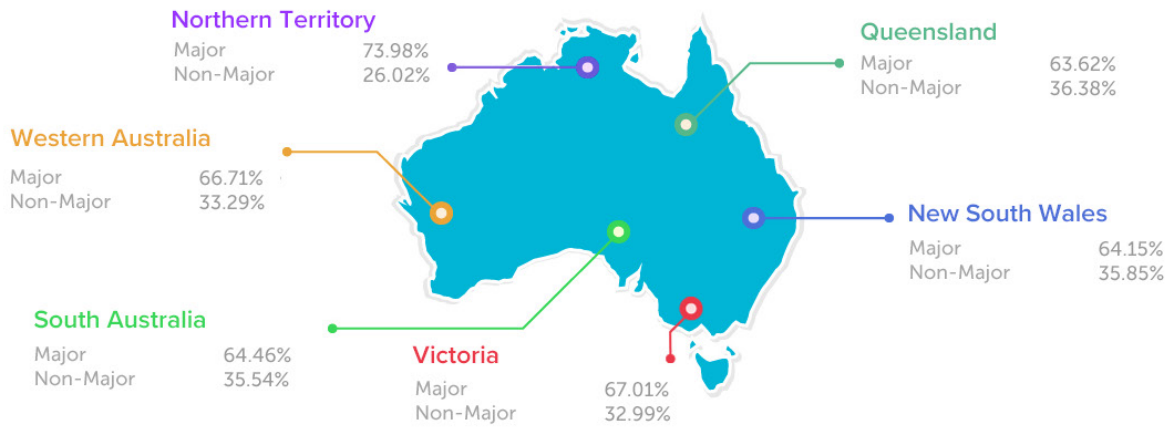 Northern Territory
Major 73.98%
Non-Major 26.02%
Queensland
Major 63.62%
Non-Major 36.38%
Western Australia
Major 66.71%
Non-Major 33.29%
New South Wales
Major 64.15%
Non-Major 35.85%
South Australia
Major 64.46%
Non-Major 35.54%
Victoria
Major 67.01%
Non-Major 32.99%